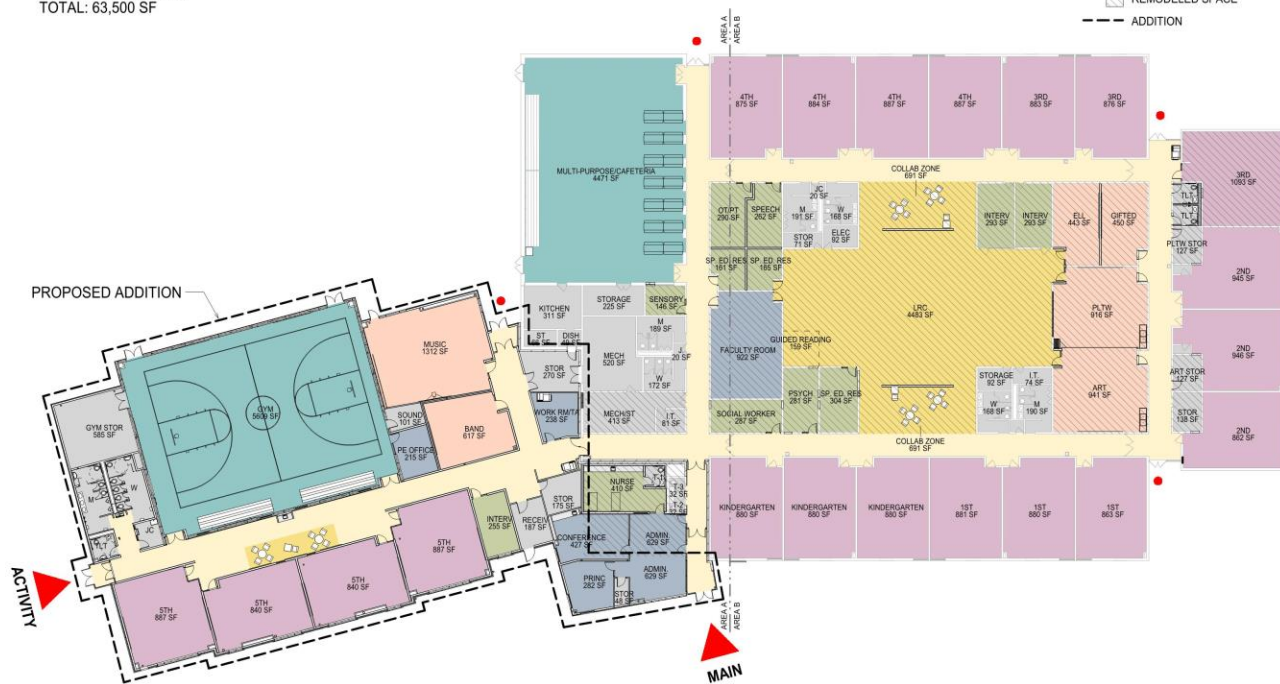 TOTAL: 63,500 SF
REMODELED SPACE
ADDITION
AREA A
AREA B
4TH
875 SF
4TH
884 SF
4TH
887 SF
4TH
887 SF
3RD
883 SF
3RD
876 SF
MULTI-PURPOSE/CAFETERIA
4471 SF
COLLAB ZONE
691 SF
3RD
1093 SF
OT/PT
290 SF
SPEECH
262 SF
JC
20 SF
M
191 SF
W
168 SF
STOR
71 SF
ELEC
92 SF
INTERV
293 SF
INTERV
293 SF
ELL
443 SF
GIFTED
450 SF
TLT
TLT
PLTW STOR
127 SF
SP. ED. RES
161 SF
SP. ED. RES
165 SF
2ND
945 SF
PROPOSED ADDITION
KITCHEN
311 SF
STORAGE
225 SF
SENSORY
146 SF
LRC
4483 SF
PLTW
916 SF
M
189 SF
ST
DISH
MECH
520 SF
J
20 SF
GUIDED READING
159 SF
FACULTY ROOM
922 SF
2ND
946 SF
MUSIC
1312 SF
STOR
270 SF
W
172 SF
PSYCH
281 SF
SP. ED. RES
304 SF
STORAGE
92 SF
I.T.
74 SF
W
168 SF
M
190 SF
ART
941 SF
ART STOR
127 SF
STOR
138 SF
GYM
SOUND
101 SF
BAND
617 SF
WORK RM/TA
238 SF
MECH/ST
413 SF
I.T.
81 SF
SOCIAL WORKER
287 SF
COLLAB ZONE
691 SF
2ND
862 SF
GYM STOR
585 SF
PE OFFICE
215 SF
M
W
JC
TLT
NURSE
410 SF
T-3
32 SF
T-2
STOR
175 SF
RECEIV
187 SF
INTERV
255 SF
5TH
887 SF
CONFERENCE
427 SF
ADMIN.
629 SF
ADMIN.
629 SF
PRINC
282 SF
STOR
48 SF
KINDERGARTEN
880 SF
KINDERGARTEN
880 SF
KINDERGARTEN
880 SF
1ST
881 SF
1ST
880 SF
1ST
863 SF
5TH
840 SF
5TH
840 SF
5TH
887 SF
ACTIVITY
AREA A
AREA B
MAIN